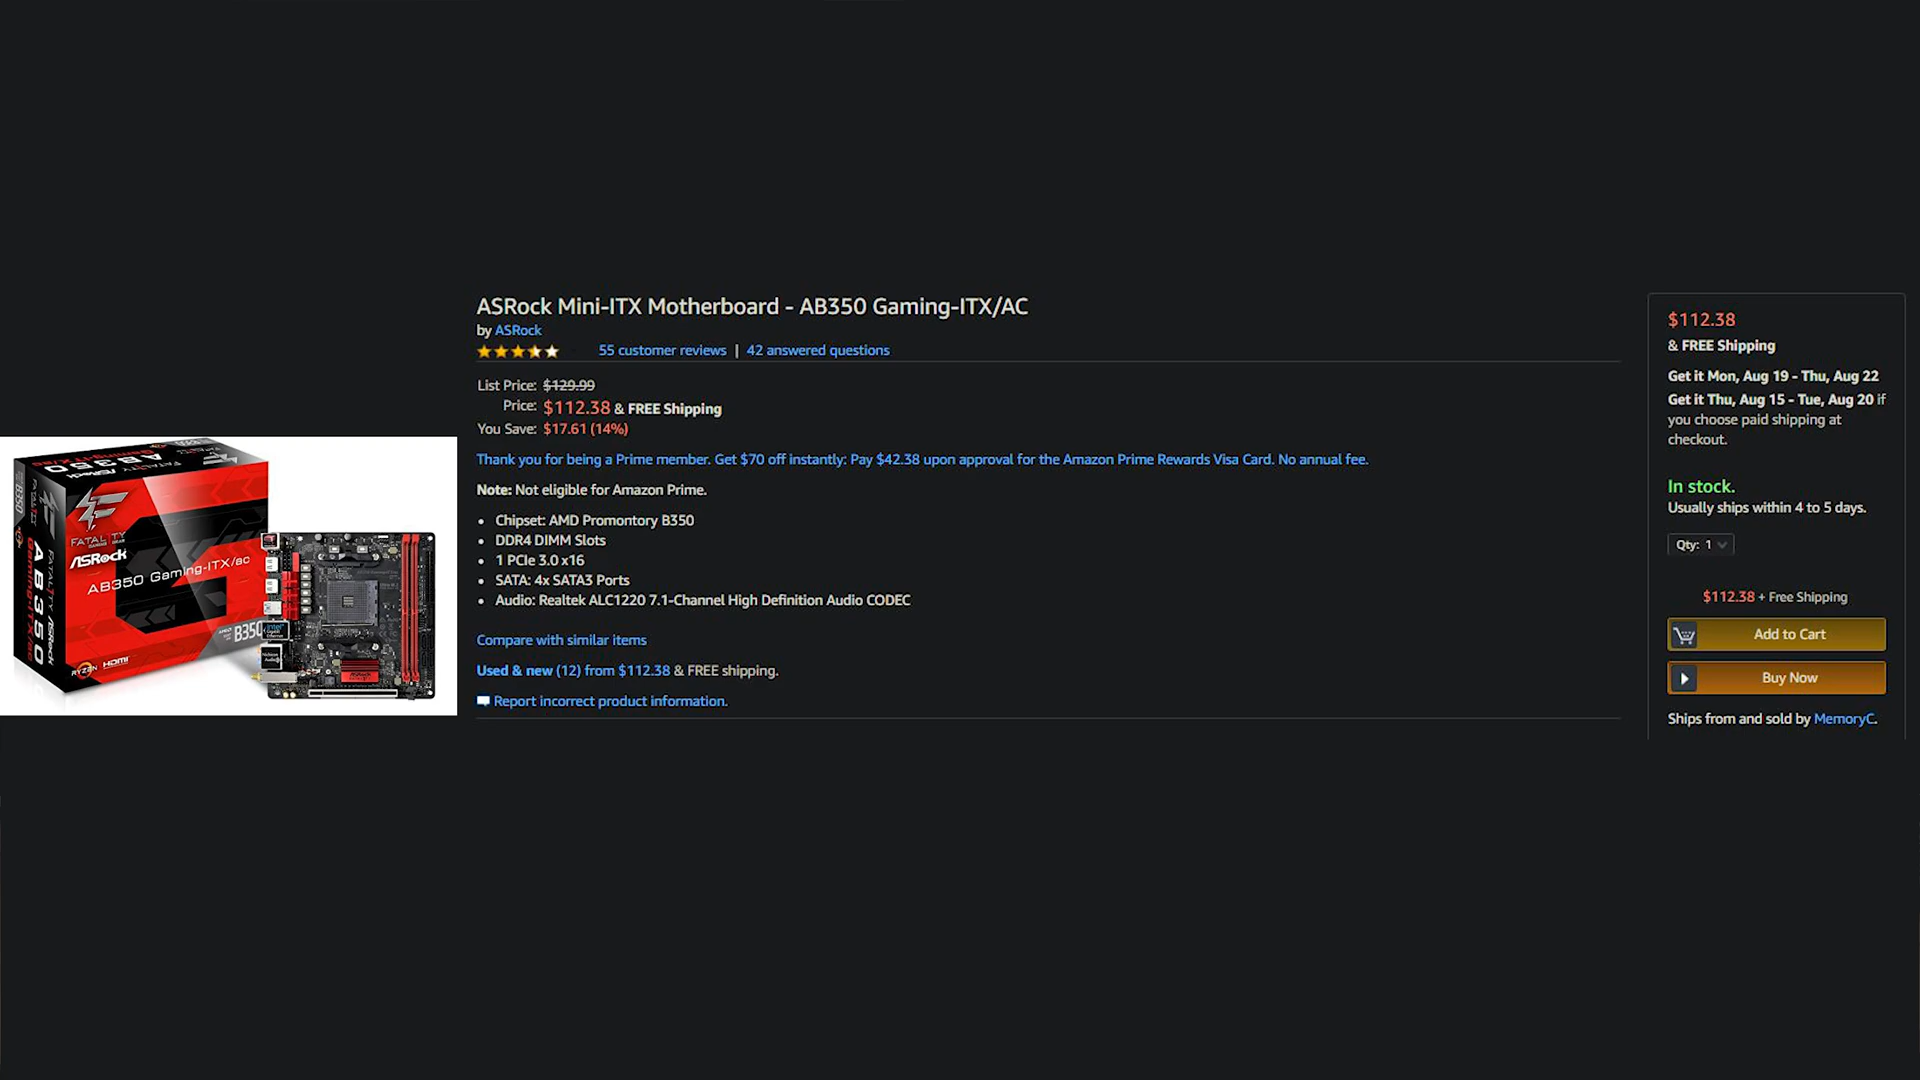 ASRock Mini-ITX Motherboard - AB350 Gaming-ITX/AC
by ASRock
55 customer reviews | 42 answered questions
List Price: $129.99
Price: $112.38 & FREE Shipping
You Save: $17.61 (14%)
Thank you for being a Prime member. Get $70 off instantly: Pay $42.38 upon approval for the Amazon Prime Rewards Visa Card. No annual fee.
Note: Not eligible for Amazon Prime.
• Chipset: AMD Promontory B350
• DDR4 DIMM Slots
• 1 PCIe 3.0 x16
• SATA: 4x SATA3 Ports
• Audio: Realtek ALC1220 7.1-Channel High Definition Audio CODEC
Compare with similar items
Used & new (12) from $112.38 & FREE shipping.
Report incorrect product information.
$112.38
& FREE Shipping
Get it Mon, Aug 19 - Thu, Aug 22
Get it Thu, Aug 15 - Tue, Aug 20 if
you choose paid shipping at
checkout.
In stock.
Usually ships within 4 to 5 days.
Qty: 1
$112.38 + Free Shipping
Add to Cart
Buy Now
Ships from and sold by MemoryC.
AB350
FATAL1TY
ASRock
AB350 Gaming-ITX/ac
B350
RYZEN HDMI
FATAL1TY ASRock
AB350